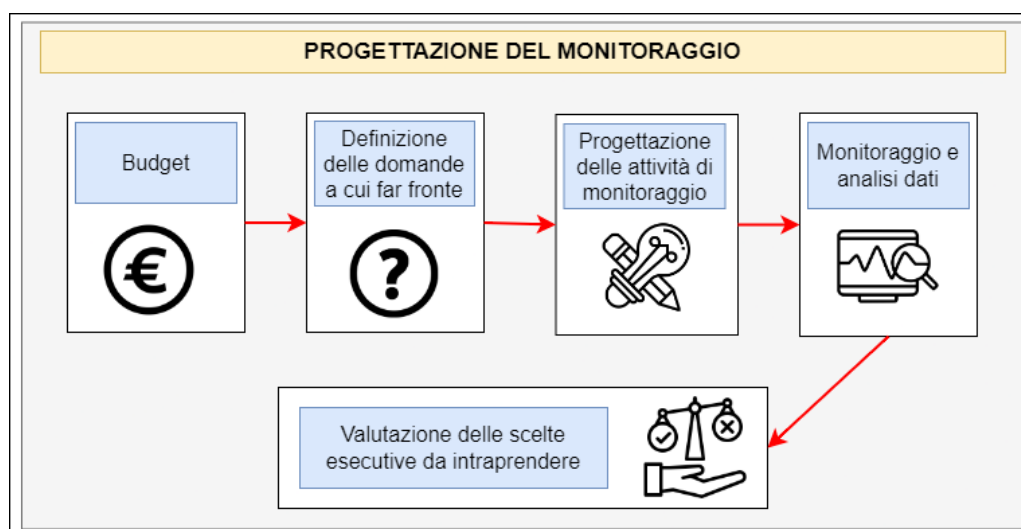 PROGETTAZIONE DEL MONITORAGGIO
Budget
Definizione
delle domande
a cui far fronte
Progettazione
delle attività di
monitoraggio
Monitoraggio e
analisi dati
Valutazione delle scelte
esecutive da intraprendere